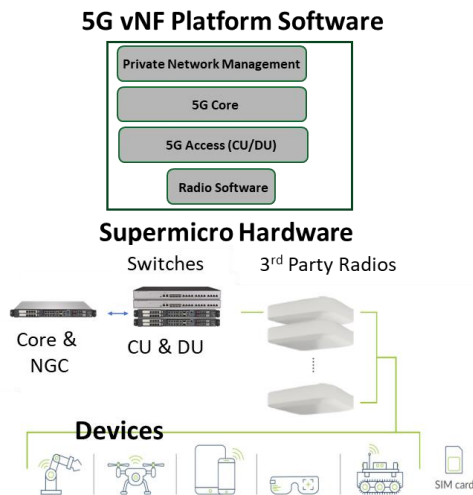 5G vNF Platform Software
Private Network Management
5G Core
5G Access (CU/DU)
Radio Software
Supermicro Hardware
Switches
3rd Party Radios
Core &
NGC
CU & DU
Devices
SIM card